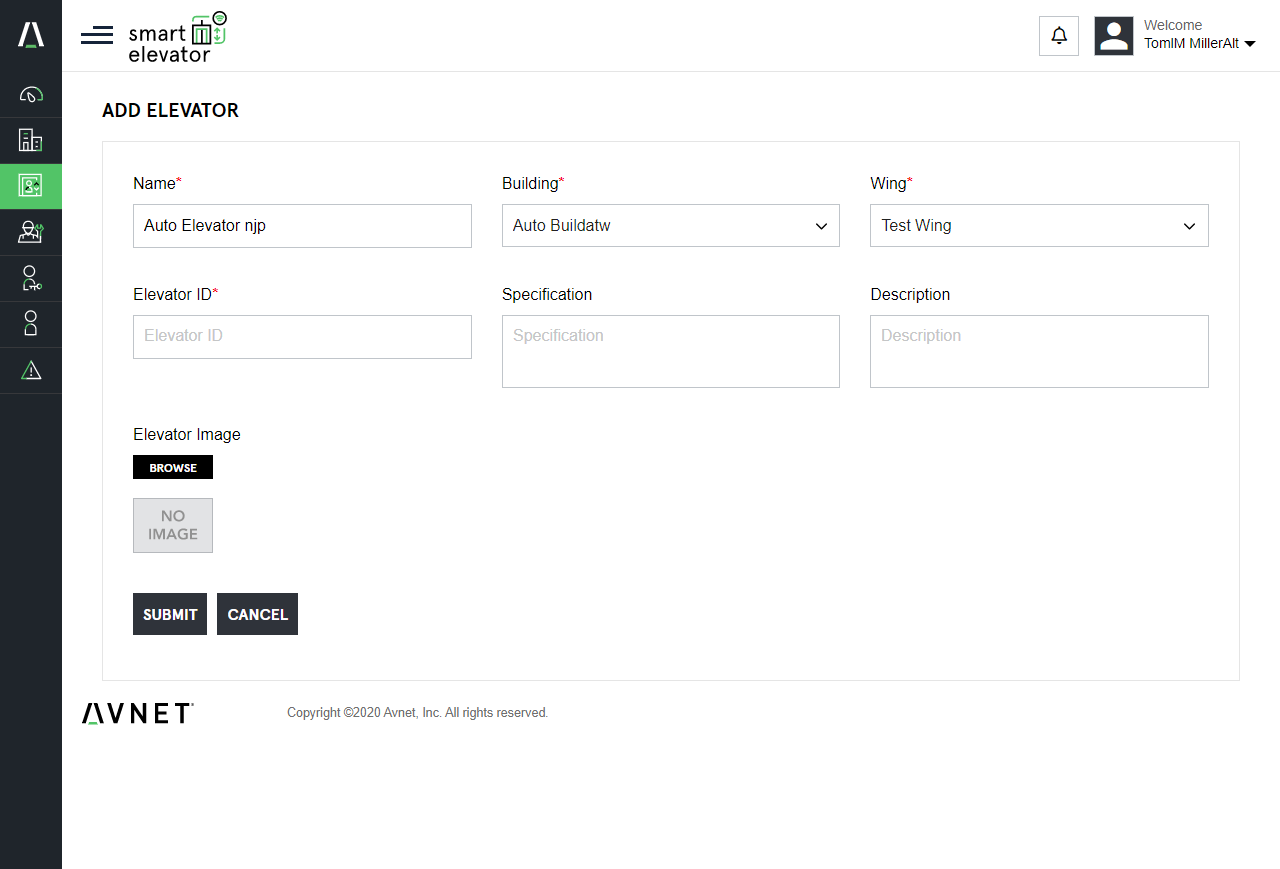 smart
elevator
Welcome
TomIM MillerAlt
ADD ELEVATOR
Name* Building* Wing*
Auto Elevator njp Auto Buildatw Test Wing
Elevator ID* Specification Description
Elevator ID Specification Description
Elevator Image
BROWSE
NO
IMAGE
SUBMIT CANCEL
AVNET Copyright ©2020 Avnet, Inc. All rights reserved.